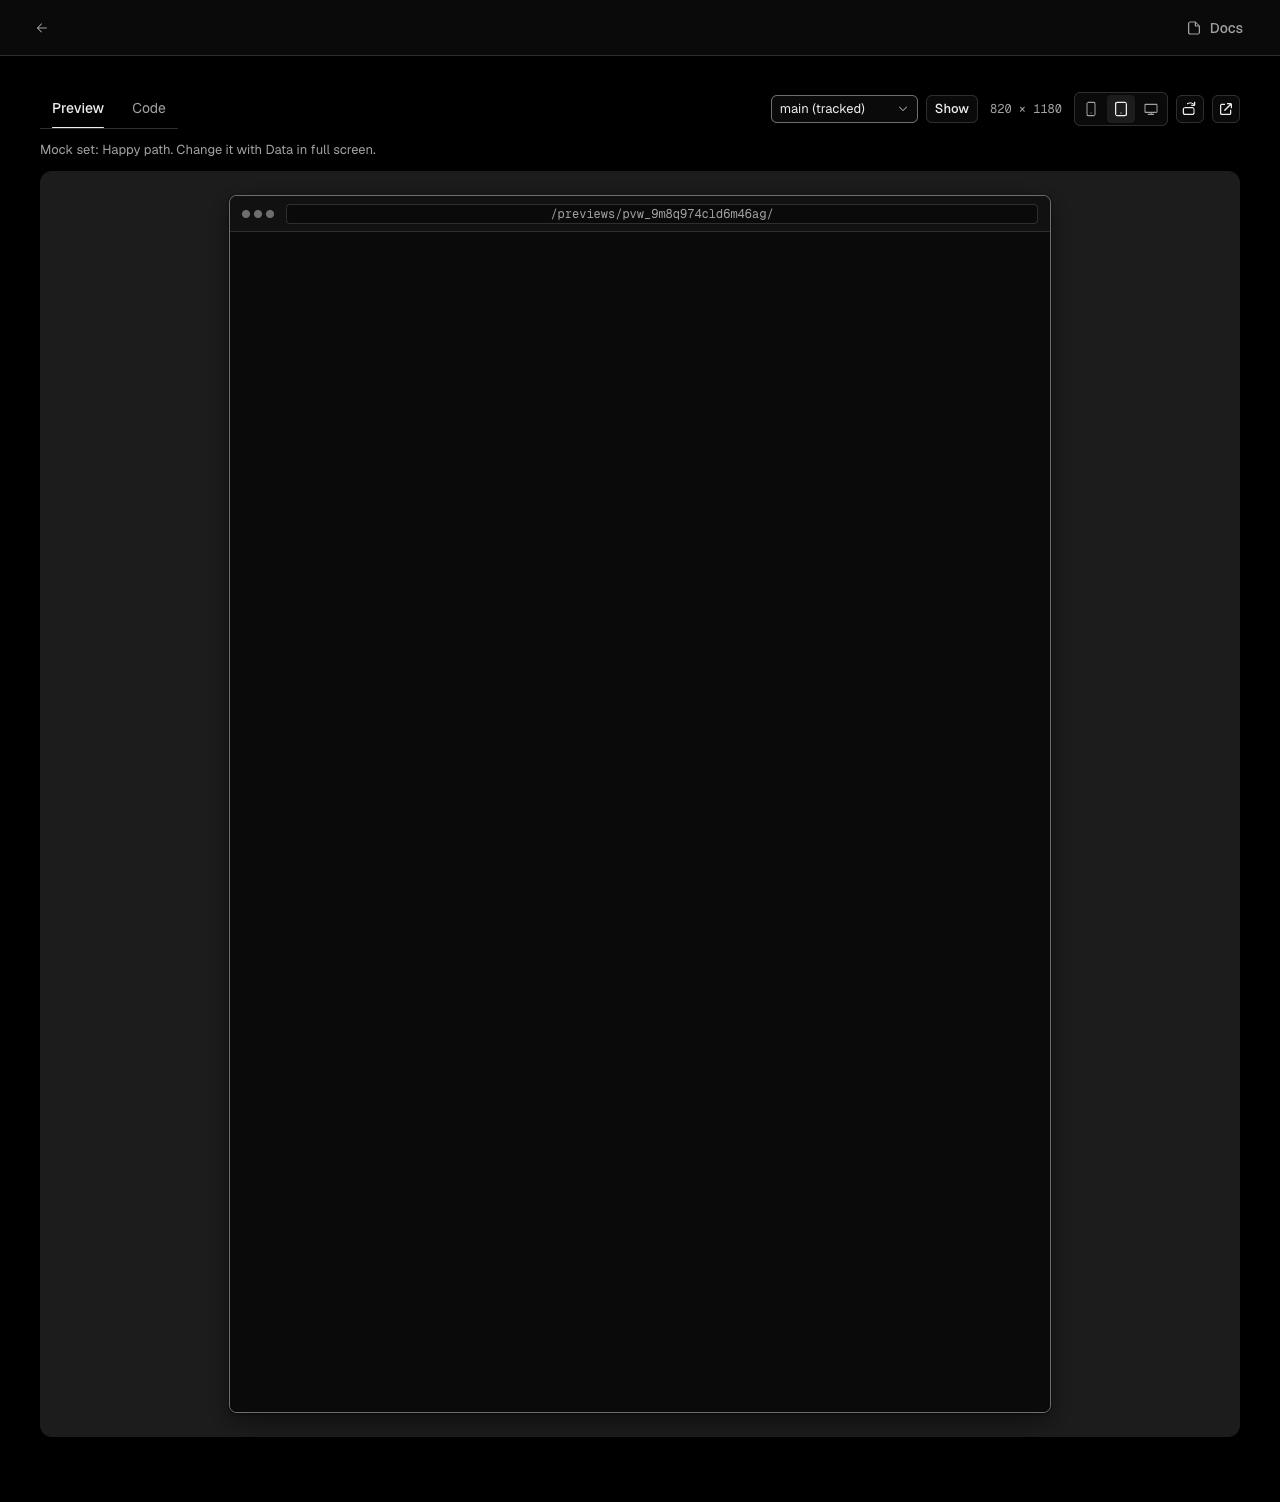 Docs
Preview Code main (tracked) Show 820 × 1180
Mock set: Happy path. Change it with Data in full screen.
/previews/pvw_9m8q974cld6m46ag/